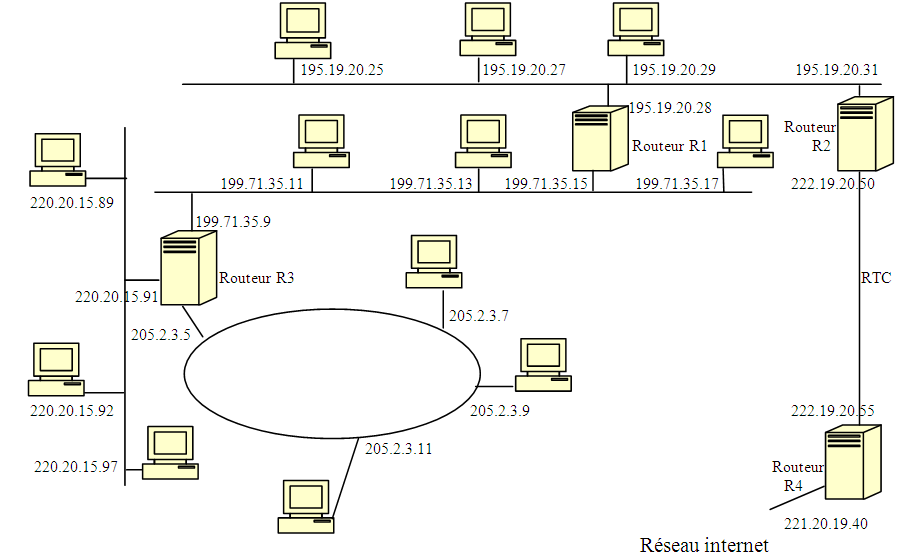 195.19.20.25
195.19.20.27
195.19.20.29
195.19.20.31
195.19.20.28
Routeur R1
Routeur
R2
199.71.35.11
199.71.35.13
199.71.35.15
199.71.35.17
222.19.20.50
220.20.15.89
199.71.35.9
Routeur R3
RTC
220.20.15.91
205.2.3.5
205.2.3.7
220.20.15.92
205.2.3.9
222.19.20.55
205.2.3.11
220.20.15.97
Routeur
R4
221.20.19.40
Réseau internet